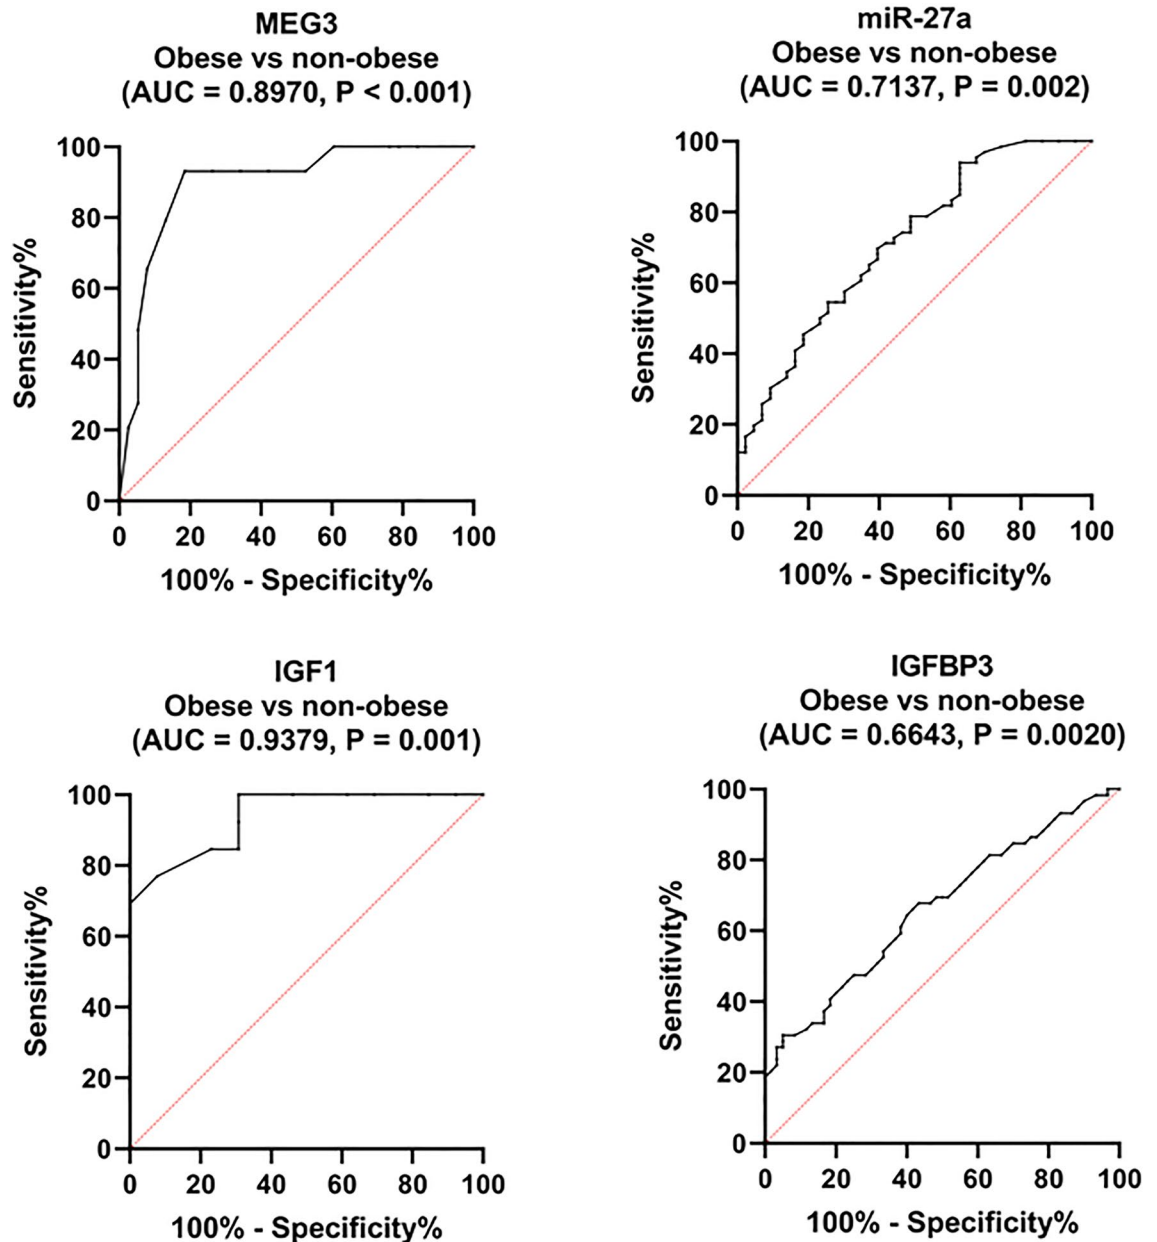 MEG3
Obese vs non-obese
(AUC = 0.8970, P < 0.001)
100
80
60
40
20
0
Sensitivity%
0 20 40 60 80 100
100% - Specificity%
miR-27a
Obese vs non-obese
(AUC = 0.7137, P = 0.002)
100
80
60
40
20
0
Sensitivity%
0 20 40 60 80 100
100% - Specificity%
IGF1
Obese vs non-obese
(AUC = 0.9379, P = 0.001)
100
80
60
40
20
0
Sensitivity%
0 20 40 60 80 100
100% - Specificity%
IGFBP3
Obese vs non-obese
(AUC = 0.6643, P = 0.0020)
100
80
60
40
20
0
Sensitivity%
0 20 40 60 80 100
100% - Specificity%